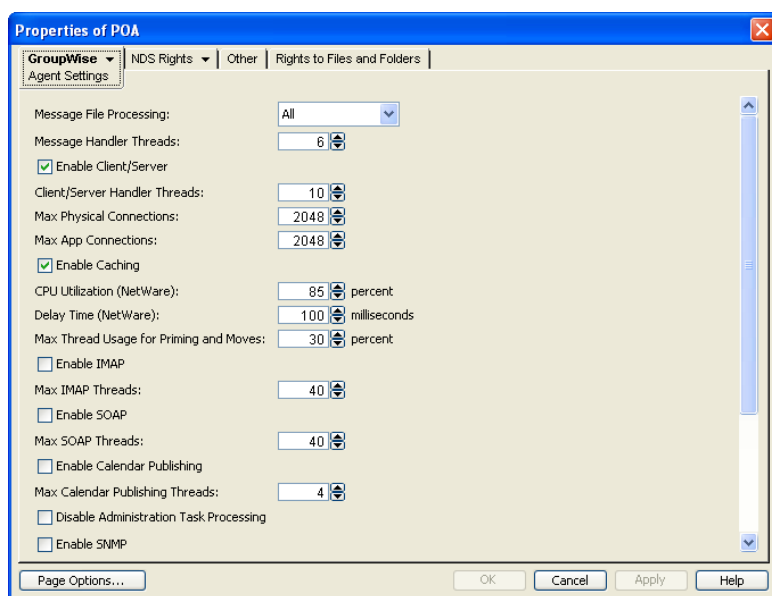 Properties of POA
GroupWise NDS Rights Other Rights to Files and Folders
Agent Settings
Message File Processing: All
Message Handler Threads: 6
Enable Client/Server
Client/Server Handler Threads: 10
Max Physical Connections: 2048
Max App Connections: 2048
Enable Caching
CPU Utilization (NetWare): 85 percent
Delay Time (NetWare): 100 milliseconds
Max Thread Usage for Priming and Moves: 30 percent
Enable IMAP
Max IMAP Threads: 40
Enable SOAP
Max SOAP Threads: 40
Enable Calendar Publishing
Max Calendar Publishing Threads: 4
Disable Administration Task Processing
Enable SNMP
Page Options... OK Cancel Apply Help